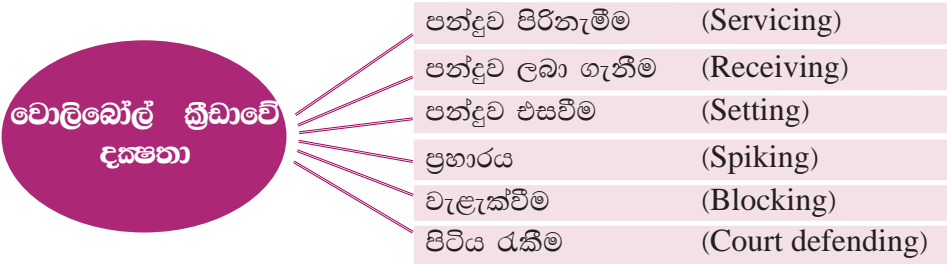 වොලිබෝල් ක්‍රීඩාවේ
දක්‍ෂතා
පන්දුව පිරිනැමීම (Servicing)
පන්දුව ලබා ගැනීම (Receiving)
පන්දුව එසවීම (Setting)
ප්‍රහාරය (Spiking)
වැළැක්වීම (Blocking)
පිටිය රැකීම (Court defending)